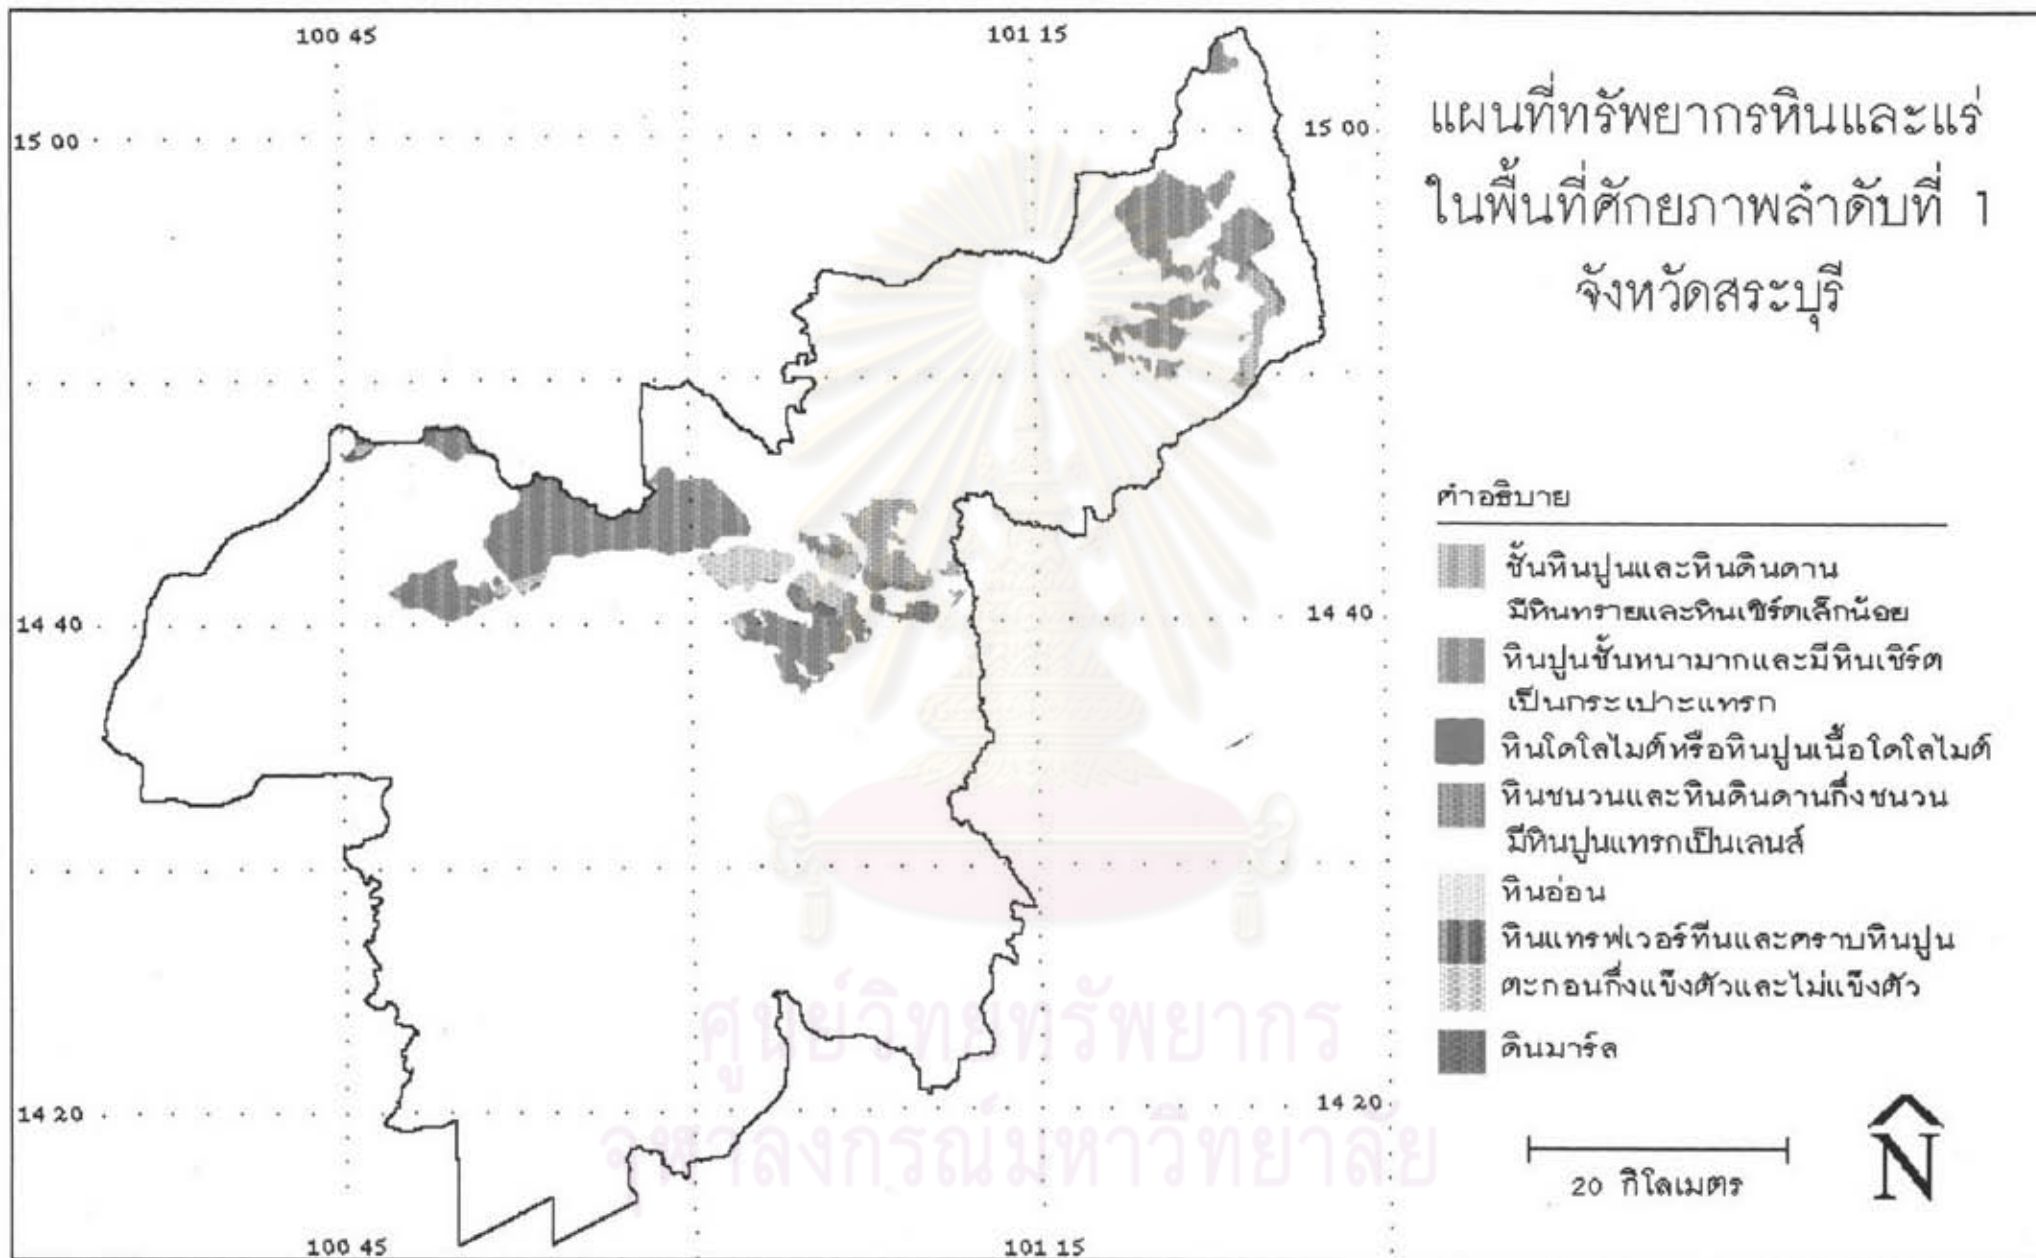 100 45
101 15
15 00
15 00
แผนที่ทรัพยากรหินและแร่
ในพื้นที่ศักยภาพลำดับที่ 1
จังหวัดสระบุรี
คำอธิบาย
ชั้นหินปูนและหินดินดาน
มีหินทรายและหินเชิร์ตเล็กน้อย
14 40
14 40
หินปูนชั้นหนามากและมีหินเชิร์ต
เป็นกระเปาะแทรก
หินโดโลไมต์หรือหินปูนเนื้อโดโลไมต์
หินชนวนและหินดินดานกึ่งชนวน
มีหินปูนแทรกเป็นเลนส์
หินอ่อน
หินแทรฟเวอร์ทีนและคราบหินปูน
ตะกอนกึ่งแข็งตัวและไม่แข็งตัว
ดินมาร์ล
ศูนย์วิทยทรัพยากร
จุฬาลงกรณ์มหาวิทยาลัย
14 20
14 20
20 กิโลเมตร
N
100 45
101 15